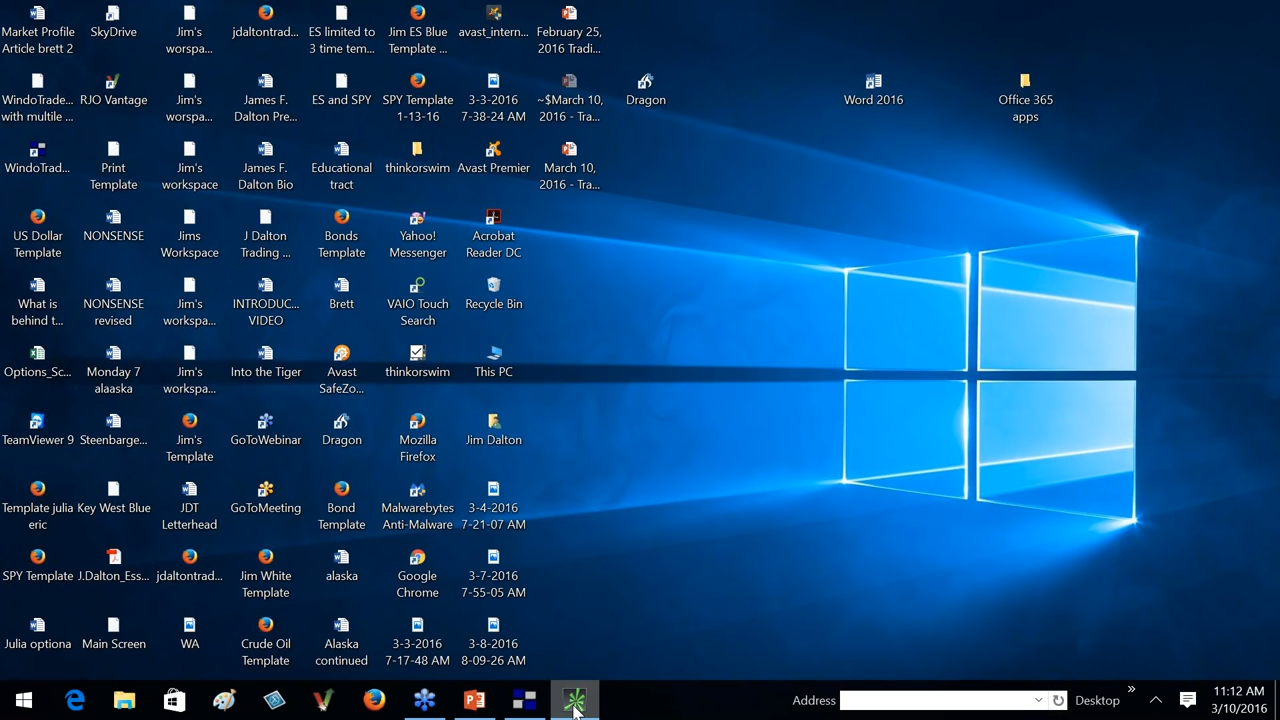 Market Profile
Article brett 2
SkyDrive
Jim's
worspa...
jdaltontrad...
ES limited to
3 time tem...
Jim ES Blue
Template ...
avast_intern...
February 25,
2016 Tradi...
WindoTrade...
with multile ...
RJO Vantage
Jim's
worspa...
James F.
Dalton Pre...
ES and SPY
SPY Template
1-13-16
3-3-2016
7-38-24 AM
~$March 10,
2016 - Tra...
Dragon
Word 2016
Office 365
apps
WindoTrad...
Print
Template
Jim's
workspace
James F.
Dalton Bio
Educational
tract
thinkorswim
Avast Premier
March 10,
2016 - Tra...
US Dollar
Template
NONSENSE
Jims
Workspace
J Dalton
Trading ...
Bonds
Template
Yahoo!
Messenger
Acrobat
Reader DC
What is
behind t...
NONSENSE
revised
Jim's
workspa...
INTRODUC...
VIDEO
Brett
VAIO Touch
Search
Recycle Bin
Options_Sc...
Monday 7
alaaska
Jim's
workspa...
Into the Tiger
Avast
SafeZo...
thinkorswim
This PC
TeamViewer 9
Steenbarge...
Jim's
Template
GoToWebinar
Dragon
Mozilla
Firefox
Jim Dalton
Template julia
eric
Key West Blue
JDT
Letterhead
GoToMeeting
Bond
Template
Malwarebytes
Anti-Malware
3-4-2016
7-21-07 AM
SPY Template
J.Dalton_Ess...
jdaltontrad...
Jim White
Template
alaska
Google
Chrome
3-7-2016
7-55-05 AM
Julia optiona
Main Screen
WA
Crude Oil
Template
Alaska
continued
3-3-2016
7-17-48 AM
3-8-2016
8-09-26 AM
Address
Desktop
11:12 AM
3/10/2016